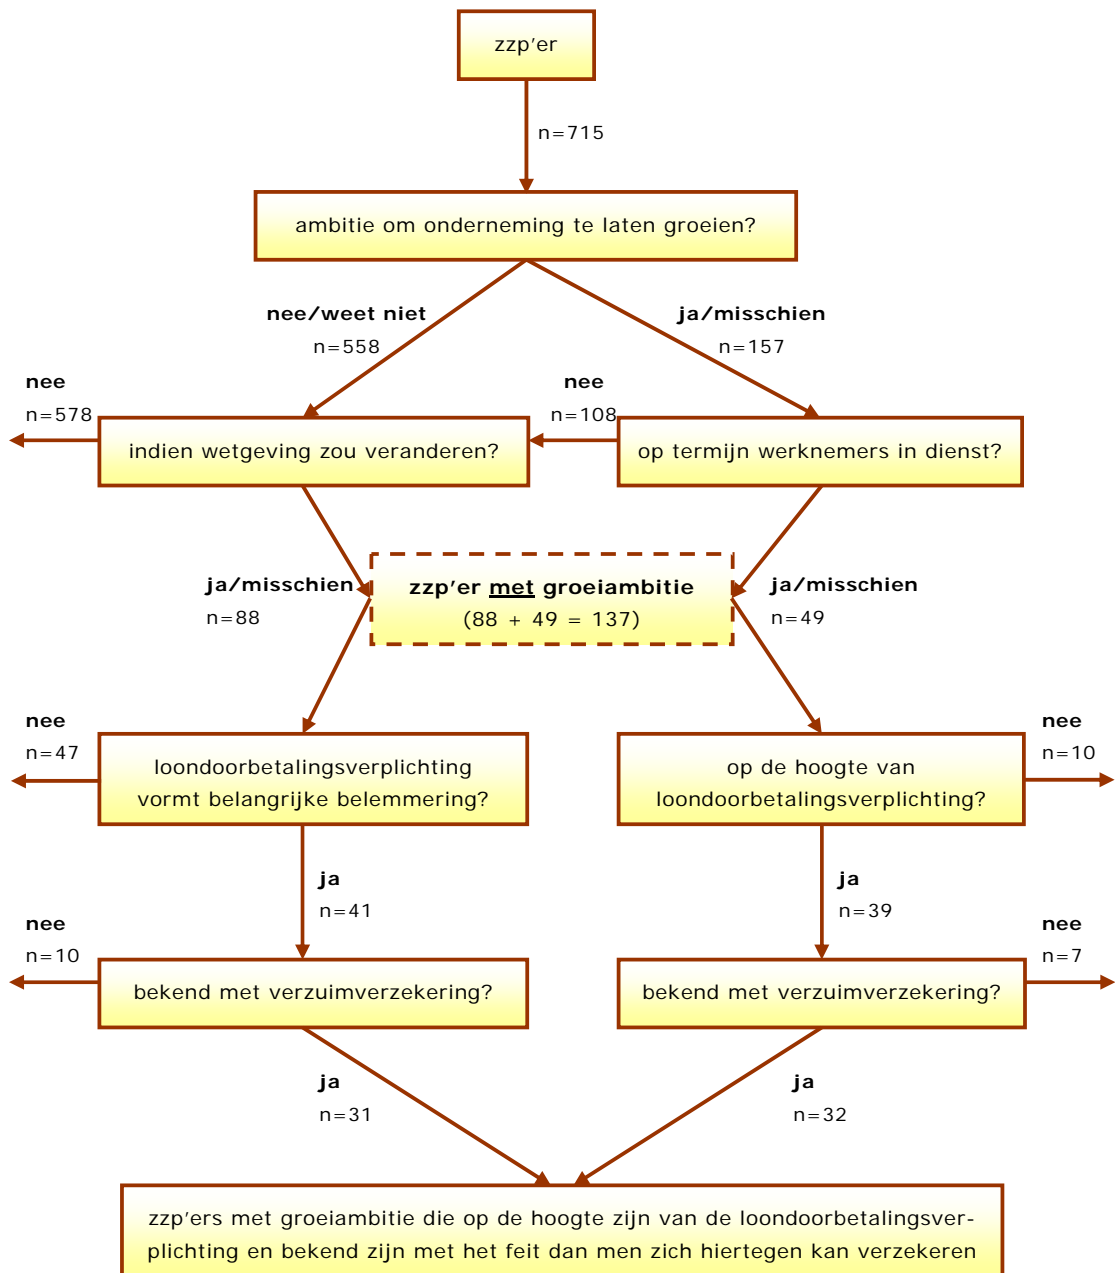 zzp'er
n=715
ambitie om onderneming te laten groeien?
nee/weet niet
n=558
ja/misschien
n=157
nee
n=578
nee
n=108
indien wetgeving zou veranderen?
op termijn werknemers in dienst?
ja/misschien
n=88
zzp'er met groeiambitie
(88 + 49 = 137)
ja/misschien
n=49
nee
n=47
loondoorbetalingsverplichting
vormt belangrijke belemmering?
op de hoogte van
loondoorbetalingsverplichting?
nee
n=10
ja
n=41
ja
n=39
nee
n=10
bekend met verzuimverzekering?
bekend met verzuimverzekering?
nee
n=7
ja
n=31
ja
n=32
zzp'ers met groeiambitie die op de hoogte zijn van de loondoorbetalingsver-
plichting en bekend zijn met het feit dan men zich hiertegen kan verzekeren